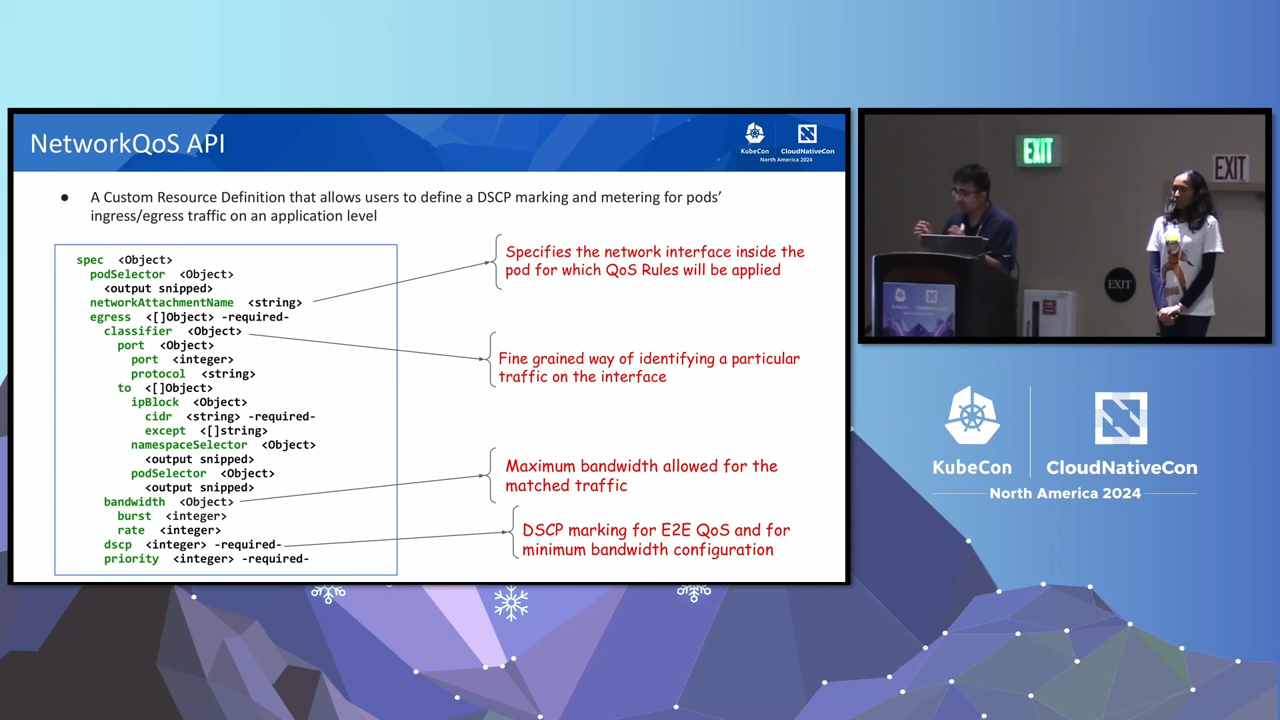 NetworkQoS API
KubeCon
CloudNativeCon
North America 2024
● A Custom Resource Definition that allows users to define a DSCP marking and metering for pods’
ingress/egress traffic on an application level
spec <Object>
podSelector <Object>
<output snipped>
networkAttachmentName <string>
egress <[]Object> -required-
classifier <Object>
port <Object>
port <integer>
protocol <string>
to <[]Object>
ipBlock <Object>
cidr <string> -required-
except <[]string>
namespaceSelector <Object>
<output snipped>
podSelector <Object>
<output snipped>
bandwidth <Object>
burst <integer>
rate <integer>
dscp <integer> -required-
priority <integer> -required-
Specifies the network interface inside the
pod for which QoS Rules will be applied
Fine grained way of identifying a particular
traffic on the interface
Maximum bandwidth allowed for the
matched traffic
DSCP marking for E2E QoS and for
minimum bandwidth configuration
EXIT
EXIT
EXIT
KubeCon
CloudNativeCon
North America 2024